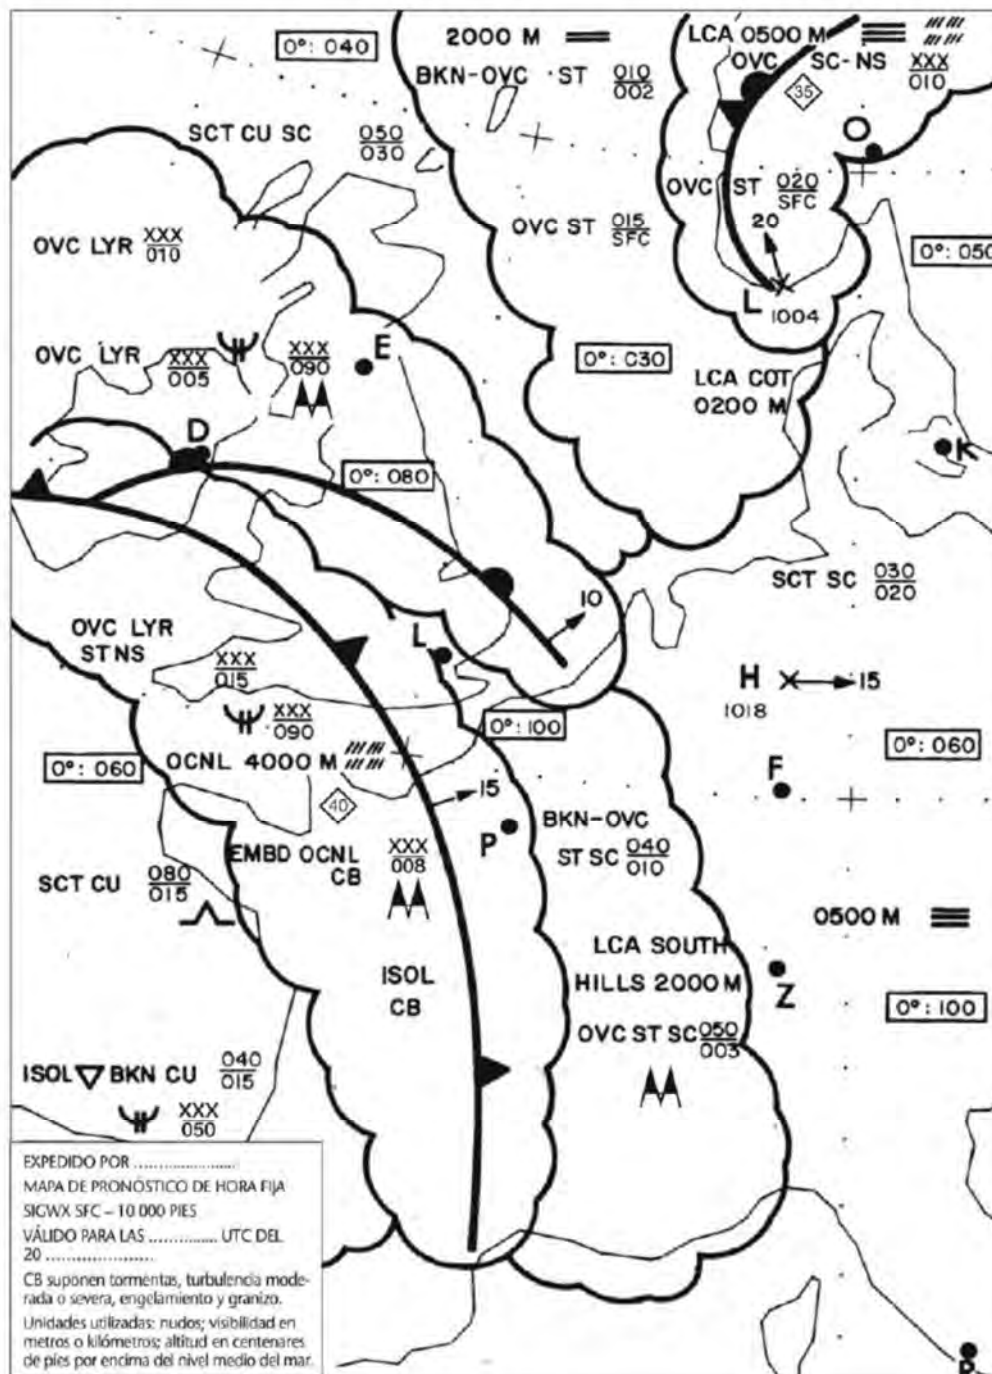 0°: 040
2000 M
LCA 0500 M
BKN-OVC ST 010
002
OVC SC-NS XXX
010
35
SCT CU SC 050
030
O
OVC ST 020
SFC
OVC LYR XXX
010
OVC ST 015
SFC
20
0°: 050
L 1004
OVC LYR XXX
005
XXX
090
E
0°: 030
LCA COT
0200 M
D
K
0°: 080
SCT SC 030
020
10
OVC LYR
ST NS
L
XXX
015
H
1018
15
XXX
090
0°: 100
0°: 060
0°: 060
OCNL 4000 M
40
15
F
P
BKN-OVC
ST SC 040
010
EMBD OCNL
CB
XXX
008
SCT CU 080
015
0500 M
LCA SOUTH
HILLS 2000 M
Z
ISOL
CB
0°: 100
OVC ST SC 050
003
ISOL BKN CU 040
015
XXX
050
EXPEDIDO POR .....................
MAPA DE PRONÓSTICO DE HORA FIJA
SIGWX SFC – 10 000 PIES
VÁLIDO PARA LAS .............. UTC DEL
20 ......................
CB suponen tormentas, turbulencia mode-
rada o severa, engelamiento y granizo.
Unidades utilizadas: nudos; visibilidad en
metros o kilómetros; altitud en centenares
de pies por encima del nivel medio del mar.